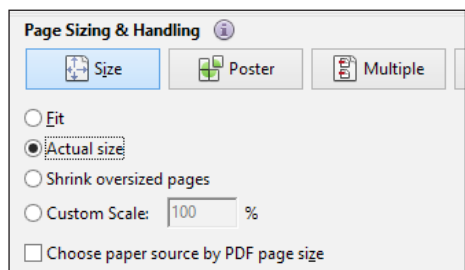 Page Sizing & Handling
Size Poster Multiple
Fit
Actual size
Shrink oversized pages
Custom Scale: 100 %
Choose paper source by PDF page size